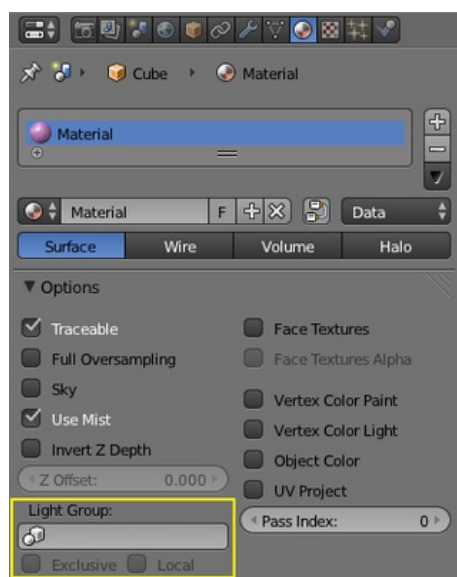 Cube Material
Material
Material F Data
Surface Wire Volume Halo
Options
Traceable Face Textures
Full Oversampling Face Textures Alpha
Sky Vertex Color Paint
Use Mist Vertex Color Light
Invert Z Depth Object Color
Z Offset: 0.000 UV Project
Light Group: Pass Index: 0
Exclusive Local